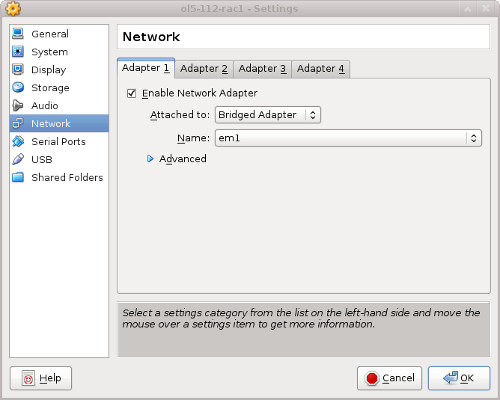 ol5-112-rac1 - Settings
General
System
Display
Storage
Audio
Network
Serial Ports
USB
Shared Folders
Network
Adapter 1 Adapter 2 Adapter 3 Adapter 4
Enable Network Adapter
Attached to: Bridged Adapter
Name: em1
Advanced
Select a settings category from the list on the left-hand side and move the
mouse over a settings item to get more information.
Help Cancel OK